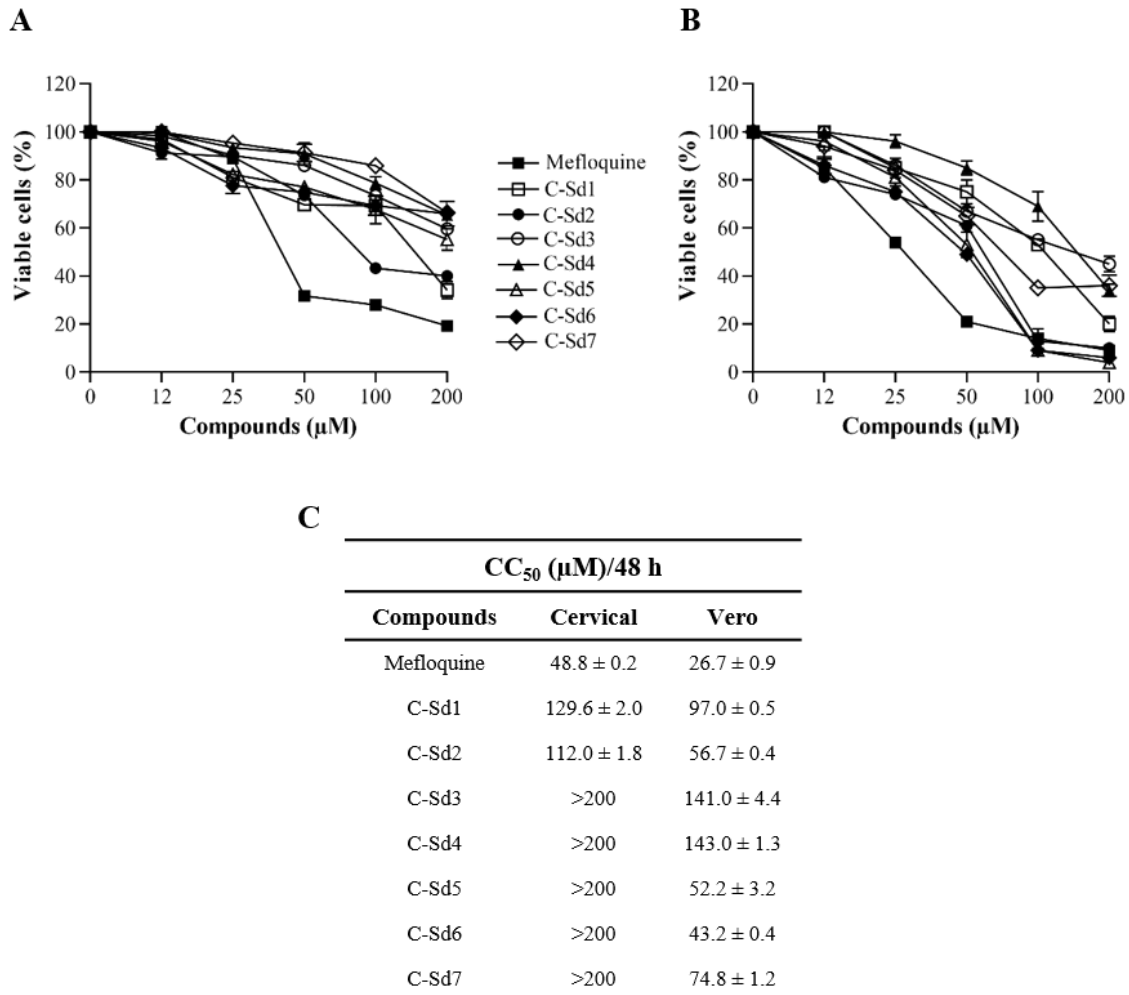 A
B
120
100
80
60
40
20
0
Viable cells (%)
0 12 25 50 100 200
Compounds (µM)
Mefloquine
C-Sd1
C-Sd2
C-Sd3
C-Sd4
C-Sd5
C-Sd6
C-Sd7
120
100
80
60
40
20
0
Viable cells (%)
0 12 25 50 100 200
Compounds (µM)
C
CC50 (µM)/48 h
Compounds Cervical Vero
Mefloquine 48.8 ± 0.2 26.7 ± 0.9
C-Sd1 129.6 ± 2.0 97.0 ± 0.5
C-Sd2 112.0 ± 1.8 56.7 ± 0.4
C-Sd3 >200 141.0 ± 4.4
C-Sd4 >200 143.0 ± 1.3
C-Sd5 >200 52.2 ± 3.2
C-Sd6 >200 43.2 ± 0.4
C-Sd7 >200 74.8 ± 1.2